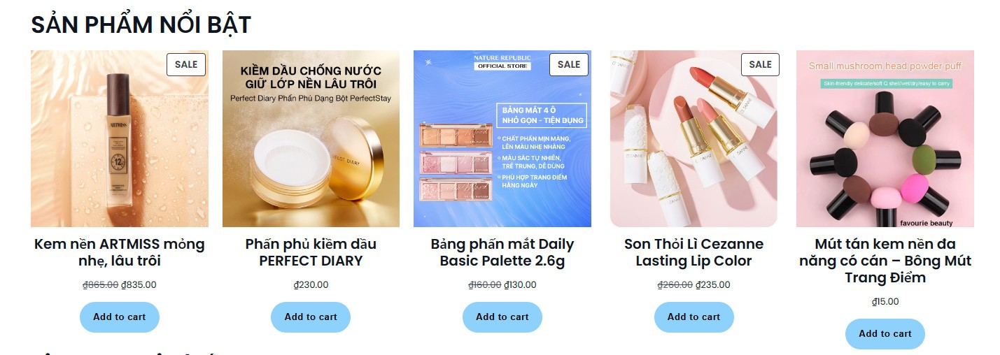 SẢN PHẨM NỔI BẬT
SALE
ARTMISS
12
Kem nền ARTMISS mỏng
nhẹ, lâu trôi
₫865.00 ₫835.00
Add to cart
KIỀM DẦU CHỐNG NƯỚC
GIỮ LỚP NỀN LÂU TRÔI
Perfect Diary Phấn Phủ Dạng Bột PerfectStay
Phấn phủ kiềm dầu
PERFECT DIARY
₫230.00
Add to cart
NATURE REPUBLIC
OFFICIAL STORE
SALE
BẢNG MẮT 4 Ô
NHỎ GỌN - TIỆN DỤNG
CHẤT PHẤN MỊN MÀNG,
LÊN MÀU NHẸ NHÀNG
MÀU SẮC TỰ NHIÊN,
TRẺ TRUNG, DỄ DÙNG
PHÙ HỢP TRANG ĐIỂM
HẰNG NGÀY
Bảng phấn mắt Daily
Basic Palette 2.6g
₫160.00 ₫130.00
Add to cart
SALE
CEZANNE
Son Thỏi Lì Cezanne
Lasting Lip Color
₫260.00 ₫235.00
Add to cart
Small mushroom head powder puff
Skin-friendly delicate/soft Q shell/wet/dry/easy to carry
favourie beauty
Mút tán kem nền đa
năng có cán – Bông Mút
Trang Điểm
₫15.00
Add to cart